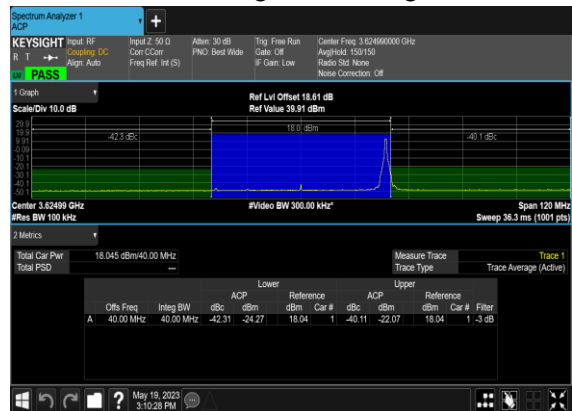 Spectrum Analyzer 1
ACP
+
KEYSIGHT Input: RF Input Z: 50 Ω Atten: 30 dB Trig: Free Run Center Freq: 3.624990000 GHz
R T Coupling: DC Corr CCorr PNO: Best Wide Gate: Off Avg|Hold: 150/150
Align: Auto Freq Ref: Int (S) IF Gain: Low Radio Std: None
LXI PASS Noise Correction: Off
1 Graph
Ref Lvl Offset 18.61 dB
Scale/Div 10.0 dB Ref Value 39.91 dBm
29.9
19.9 18.0 dBm
9.91 -42.3 dBc -40.1 dBc
-0.09
-10.1
-20.1
-30.1
-40.1
-50.1
Center 3.62499 GHz #Video BW 300.00 kHz* Span 120 MHz
#Res BW 100 kHz Sweep 36.3 ms (1001 pts)
2 Metrics
Total Car Pwr 18.045 dBm/40.00 MHz Measure Trace Trace 1
Total PSD --- Trace Type Trace Average (Active)
Lower Upper
ACP Reference ACP Reference
Offs Freq Integ BW dBc dBm dBm Car # dBc dBm dBm Car # Filter
A 40.00 MHz 40.00 MHz -42.31 -24.27 18.04 1 -40.11 -22.07 18.04 1 -3 dB
? May 19, 2023
3:10:28 PM